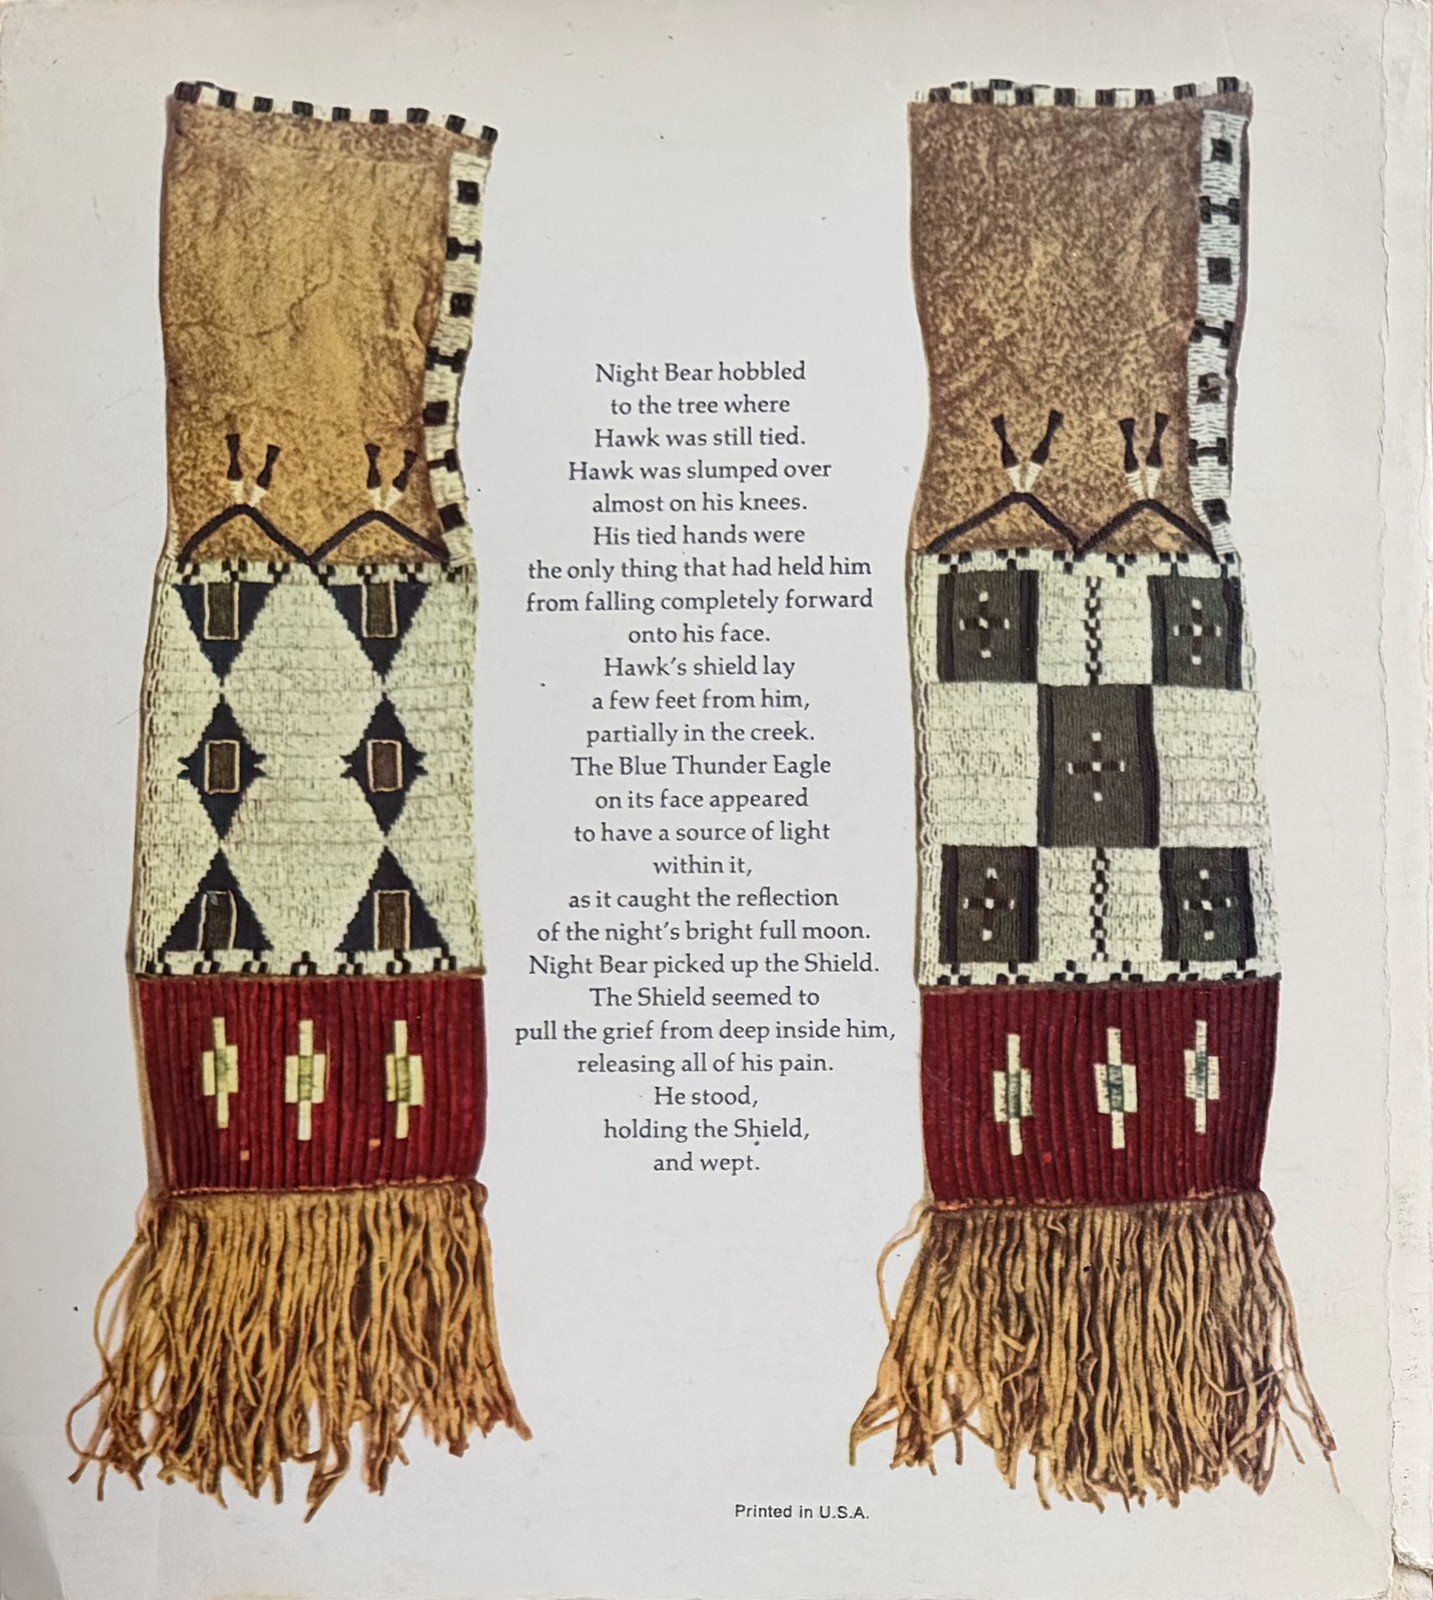 Night Bear hobbled
to the tree where
Hawk was still tied.
Hawk was slumped over
almost on his knees.
His tied hands were
the only thing that had held him
from falling completely forward
onto his face.
Hawk's shield lay
a few feet from him,
partially in the creek.
The Blue Thunder Eagle
on its face appeared
to have a source of light
within it,
as it caught the reflection
of the night's bright full moon.
Night Bear picked up the Shield.
The Shield seemed to
pull the grief from deep inside him,
releasing all of his pain.
He stood,
holding the Shield,
and wept.
Printed in U.S.A.